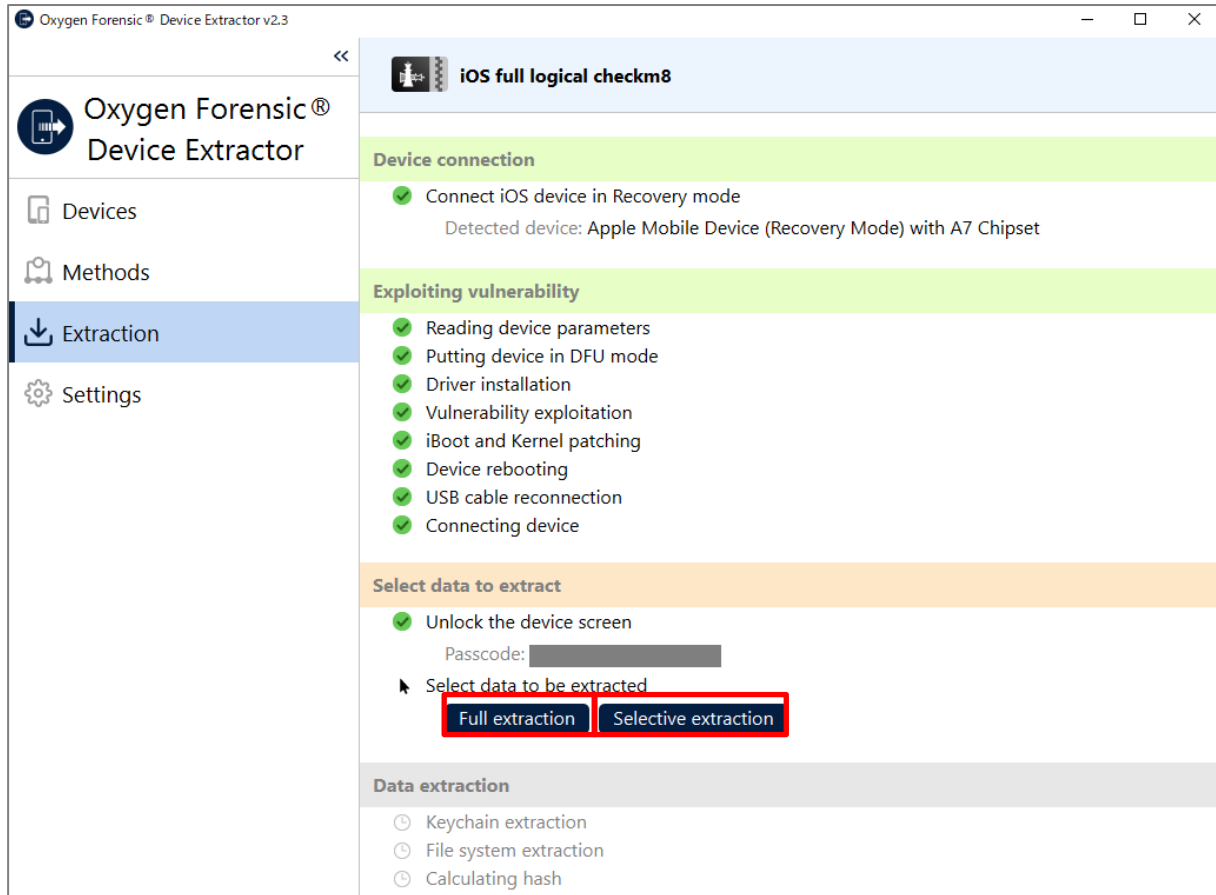 Oxygen Forensic® Device Extractor v2.3
Oxygen Forensic®
Device Extractor
Devices
Methods
Extraction
Settings
iOS full logical checkm8
Device connection
Connect iOS device in Recovery mode
Detected device: Apple Mobile Device (Recovery Mode) with A7 Chipset
Exploiting vulnerability
Reading device parameters
Putting device in DFU mode
Driver installation
Vulnerability exploitation
iBoot and Kernel patching
Device rebooting
USB cable reconnection
Connecting device
Select data to extract
Unlock the device screen
Passcode:
Select data to be extracted
Full extraction Selective extraction
Data extraction
Keychain extraction
File system extraction
Calculating hash